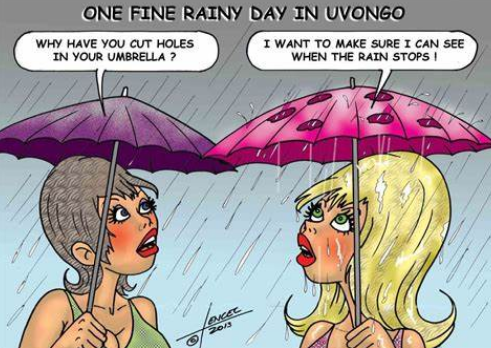 ONE FINE RAINY DAY IN UVONGO
WHY HAVE YOU CUT HOLES
IN YOUR UMBRELLA ?
I WANT TO MAKE SURE I CAN SEE
WHEN THE RAIN STOPS !
©
2013